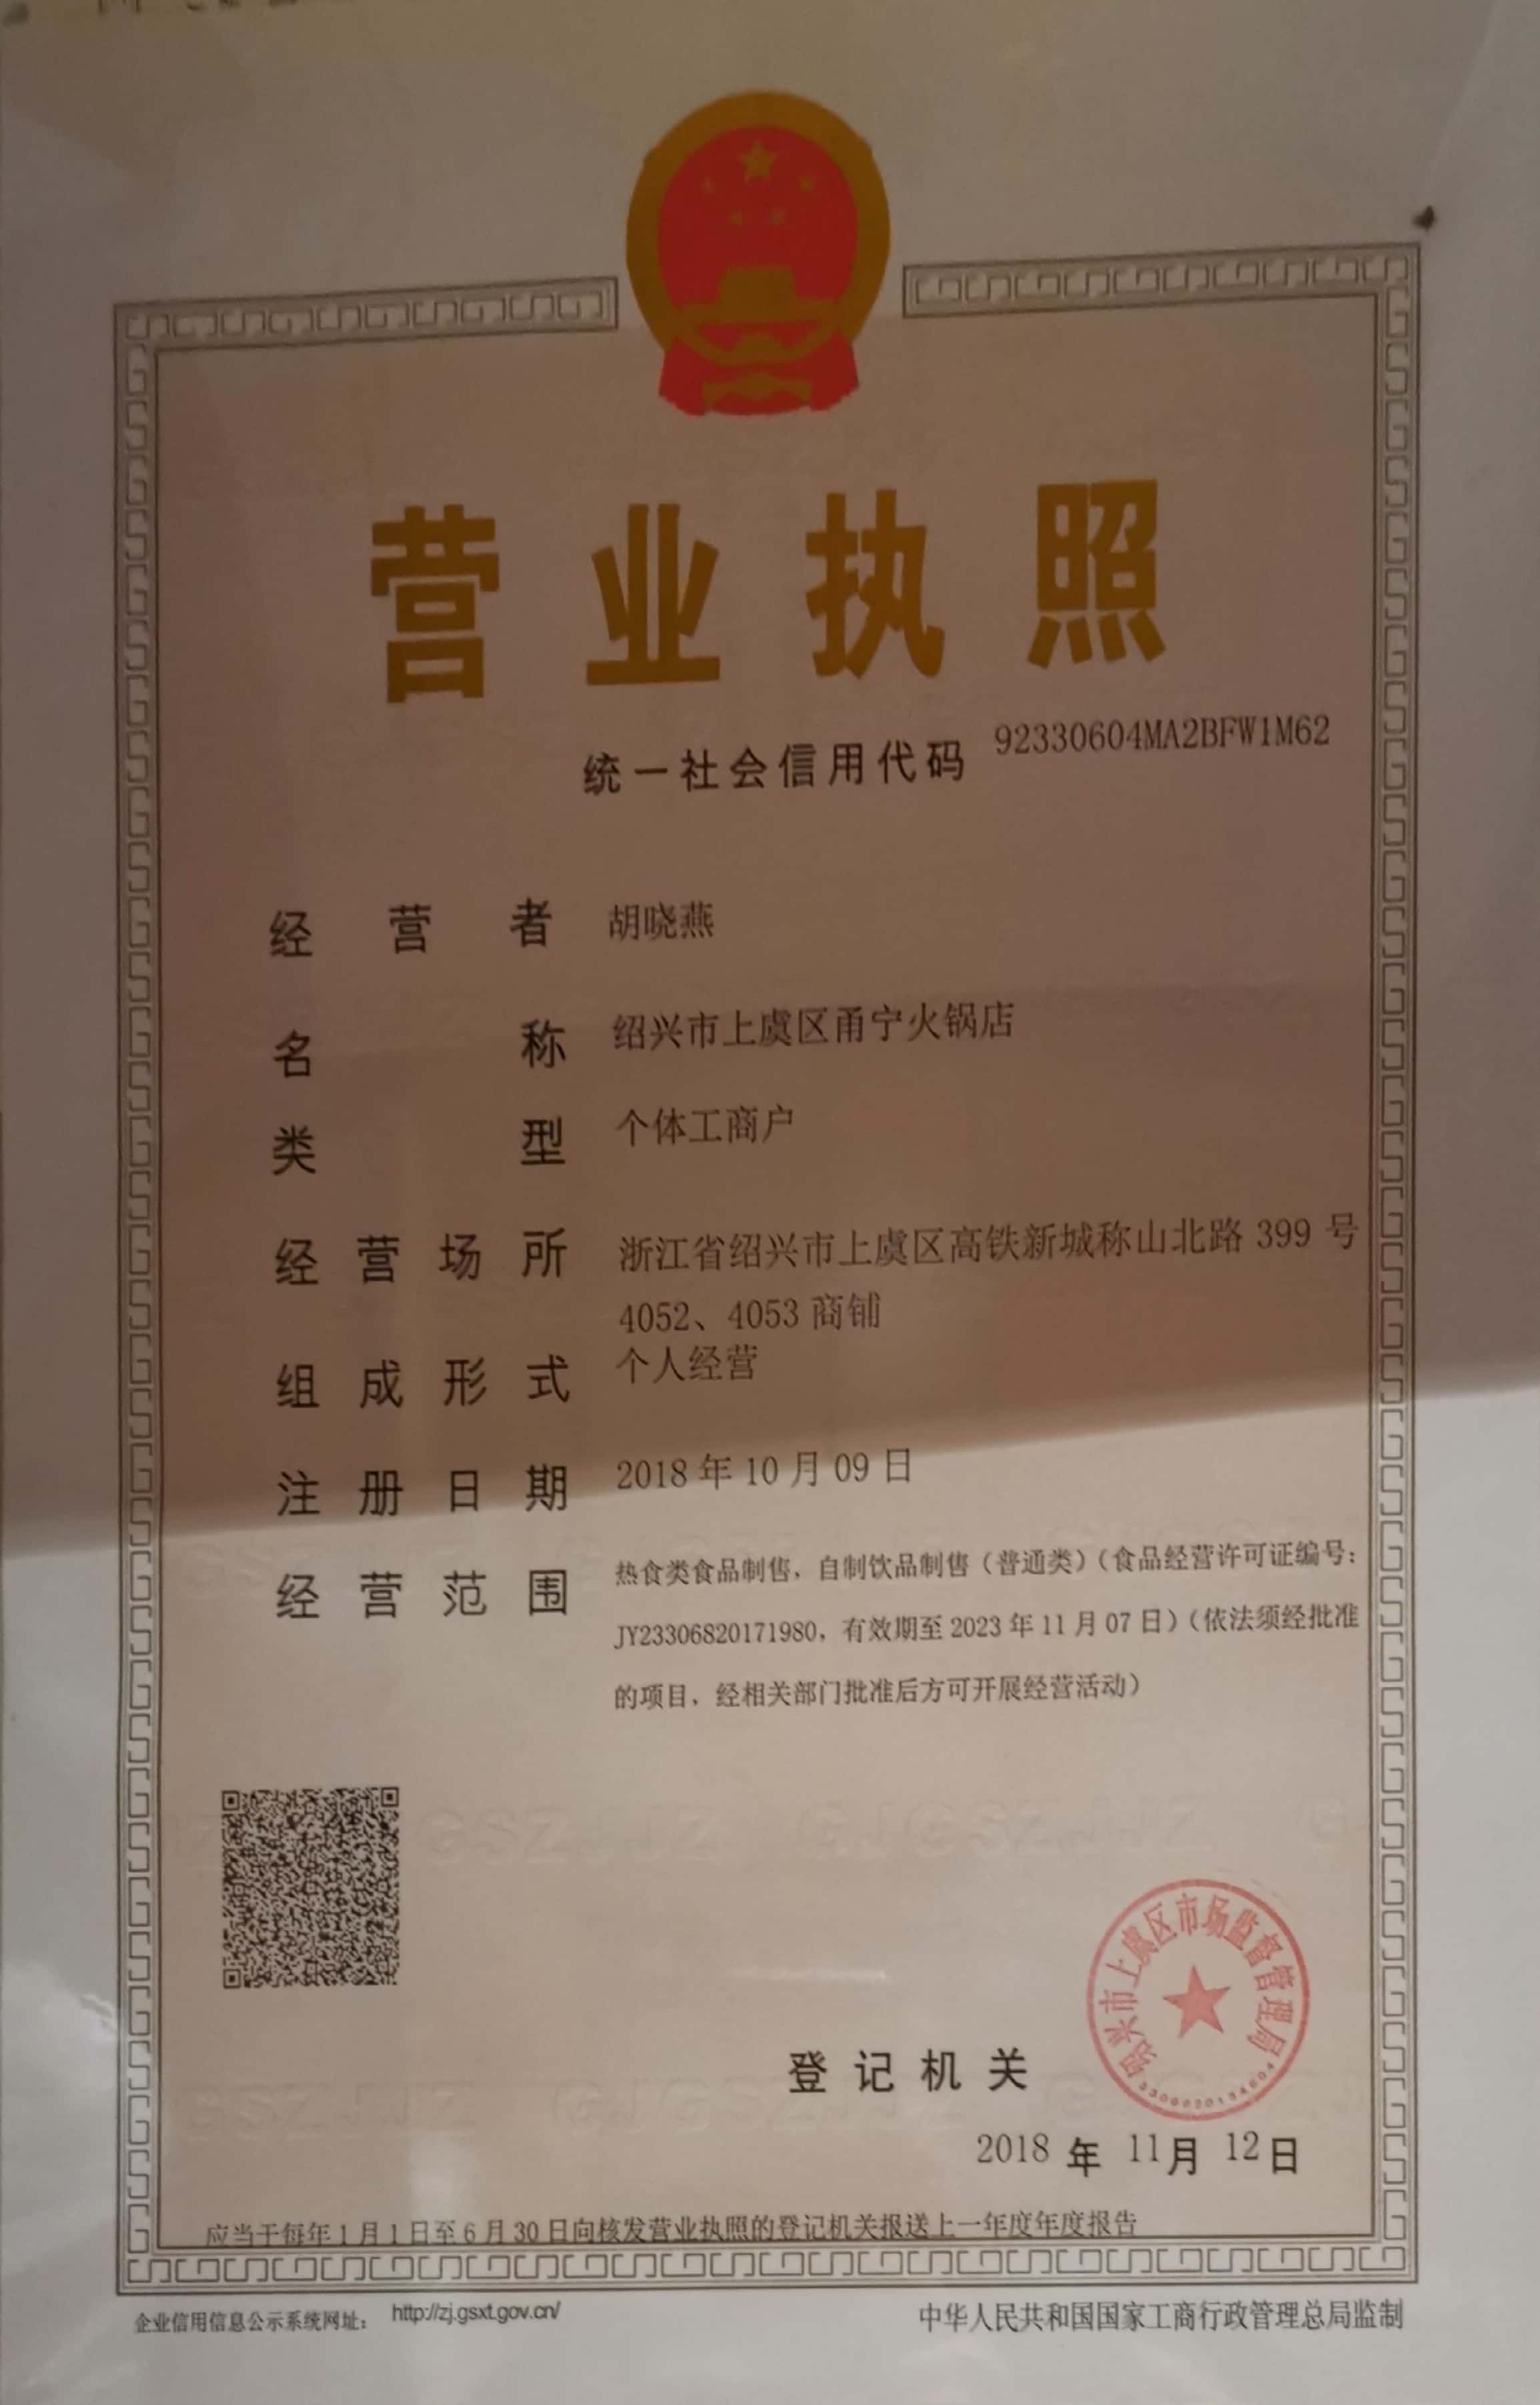 营业执照
统一社会信用代码 92330604MA2BFW1M62
经营者 胡晓燕
名称 绍兴市上虞区甬宁火锅店
类型 个体工商户
经营场所 浙江省绍兴市上虞区高铁新城称山北路 399 号
4052、4053 商铺
组成形式 个人经营
注册日期 2018 年 10 月 09 日
经营范围 热食类食品制售，自制饮品制售（普通类）（食品经营许可证编号：
JY23306820171980，有效期至 2023 年 11 月 07 日）（依法须经批准
的项目，经相关部门批准后方可开展经营活动）
GSZJJZ GJGSZJJZ
绍兴市上虞区市场监督管理局
登记机关
2018 年 11 月 12 日
应当于每年 1 月 1 日至 6 月 30 日向核发营业执照的登记机关报送上一年度年度报告
企业信用信息公示系统网址： http://zj.gsxt.gov.cn/
中华人民共和国国家工商行政管理总局监制